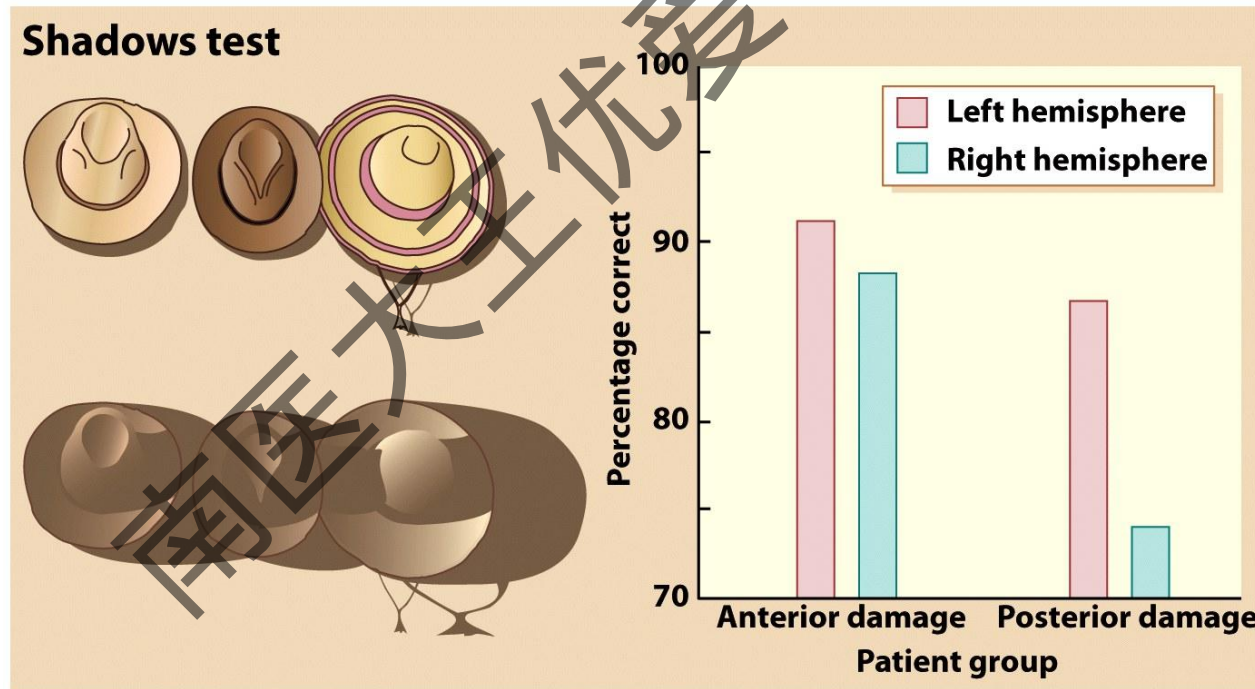 Shadows test
100
90
80
70
Percentage correct
Left hemisphere
Right hemisphere
Anterior damage Posterior damage
Patient group
南医大王优爱